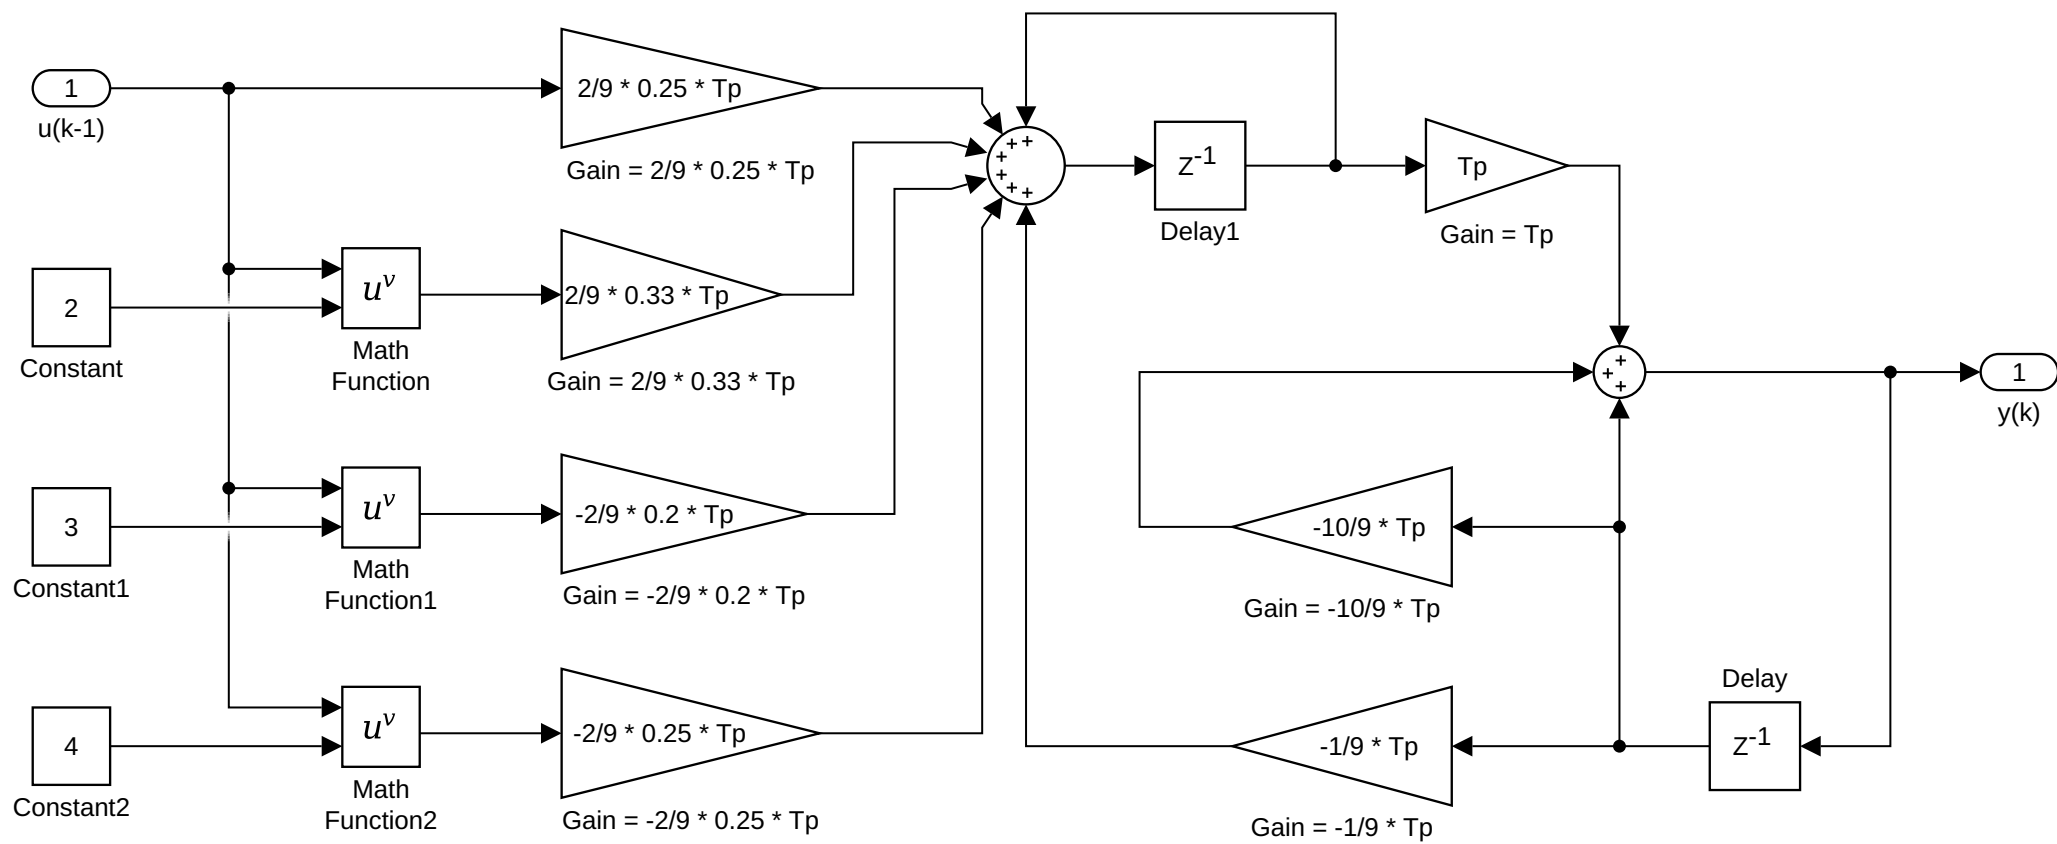 1
u(k-1)
2/9 * 0.25 * Tp
Gain = 2/9 * 0.25 * Tp
2
Constant
u^v
Math
Function
2/9 * 0.33 * Tp
Gain = 2/9 * 0.33 * Tp
3
Constant1
u^v
Math
Function1
-2/9 * 0.2 * Tp
Gain = -2/9 * 0.2 * Tp
4
Constant2
u^v
Math
Function2
-2/9 * 0.25 * Tp
Gain = -2/9 * 0.25 * Tp
+ +
+
+
+ +
Z-1
Delay1
Tp
Gain = Tp
+
+
+
1
y(k)
-10/9 * Tp
Gain = -10/9 * Tp
-1/9 * Tp
Gain = -1/9 * Tp
Delay
Z-1